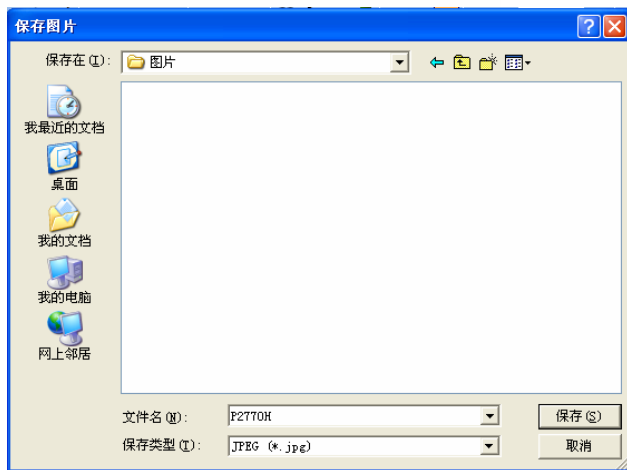 保存图片
保存在(I):
图片
我最近的文档
桌面
我的文档
我的电脑
网上邻居
文件名(N):
P2770H
保存(S)
保存类型(T):
JPEG (*.jpg)
取消